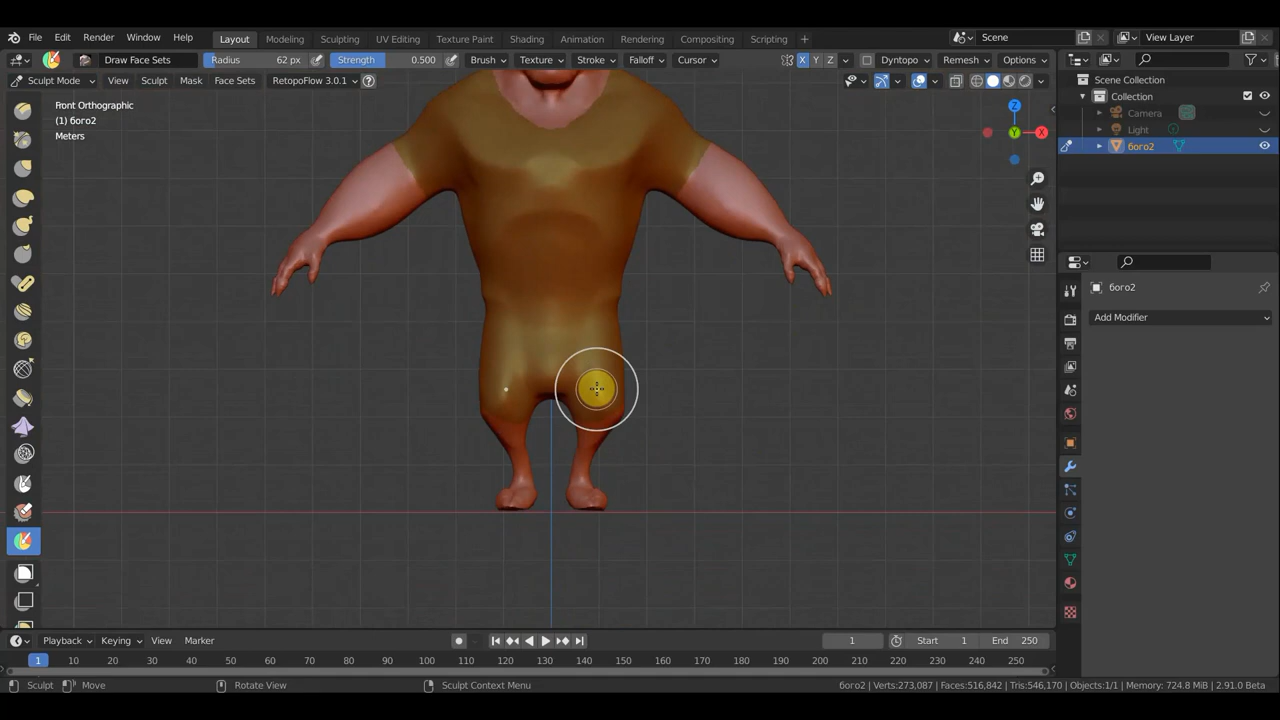 File Edit Render Window Help Layout Modeling Sculpting UV Editing Texture Paint Shading Animation Rendering Compositing Scripting + Scene View Layer
Draw Face Sets Radius 62 px Strength 0.500 Brush Texture Stroke Falloff Cursor X Y Z Dyntopo Remesh Options
Sculpt Mode View Sculpt Mask Face Sets RetopoFlow 3.0.1 ?
Scene Collection
Collection
Camera
Light
6oro2
Front Orthographic
(1) 6oro2
Meters
Z
Y
X
6oro2
Add Modifier
Playback Keying View Marker 1 Start 1 End 250
1 10 20 30 40 50 60 70 80 90 100 110 120 130 140 150 160 170 180 190 200 210 220 230 240 250
Sculpt Move Rotate View Sculpt Context Menu 6oro2 | Verts:273,087 | Faces:516,842 | Tris:546,170 | Objects:1/1 | Memory: 724.8 MiB | 2.91.0 Beta